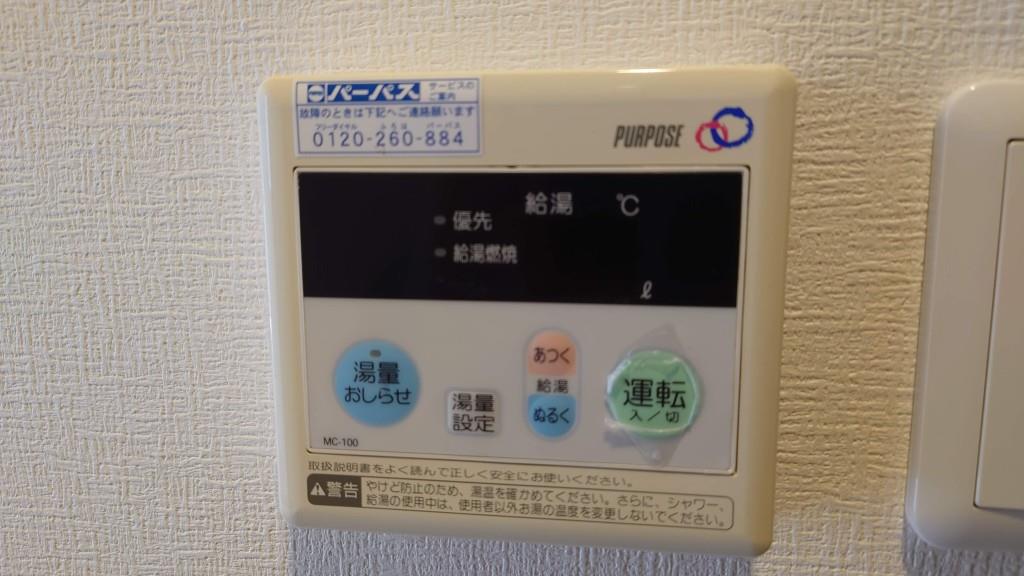 パーパス サービスのご案内
故障のときは下記へご連絡願います
フリーダイヤル ふろは パーパス
0120-260-884
PURPOSE
給湯 ℃
優先
給湯燃焼
ℓ
湯量
おしらせ
湯量
設定
あつく
給湯
ぬるく
運転
入／切
MC-100
取扱説明書をよく読んで正しく安全にお使いください。
警告 やけど防止のため、湯温を確かめてください。さらに、シャワー、
給湯の使用中は、使用者以外お湯の温度を変更しないでください。